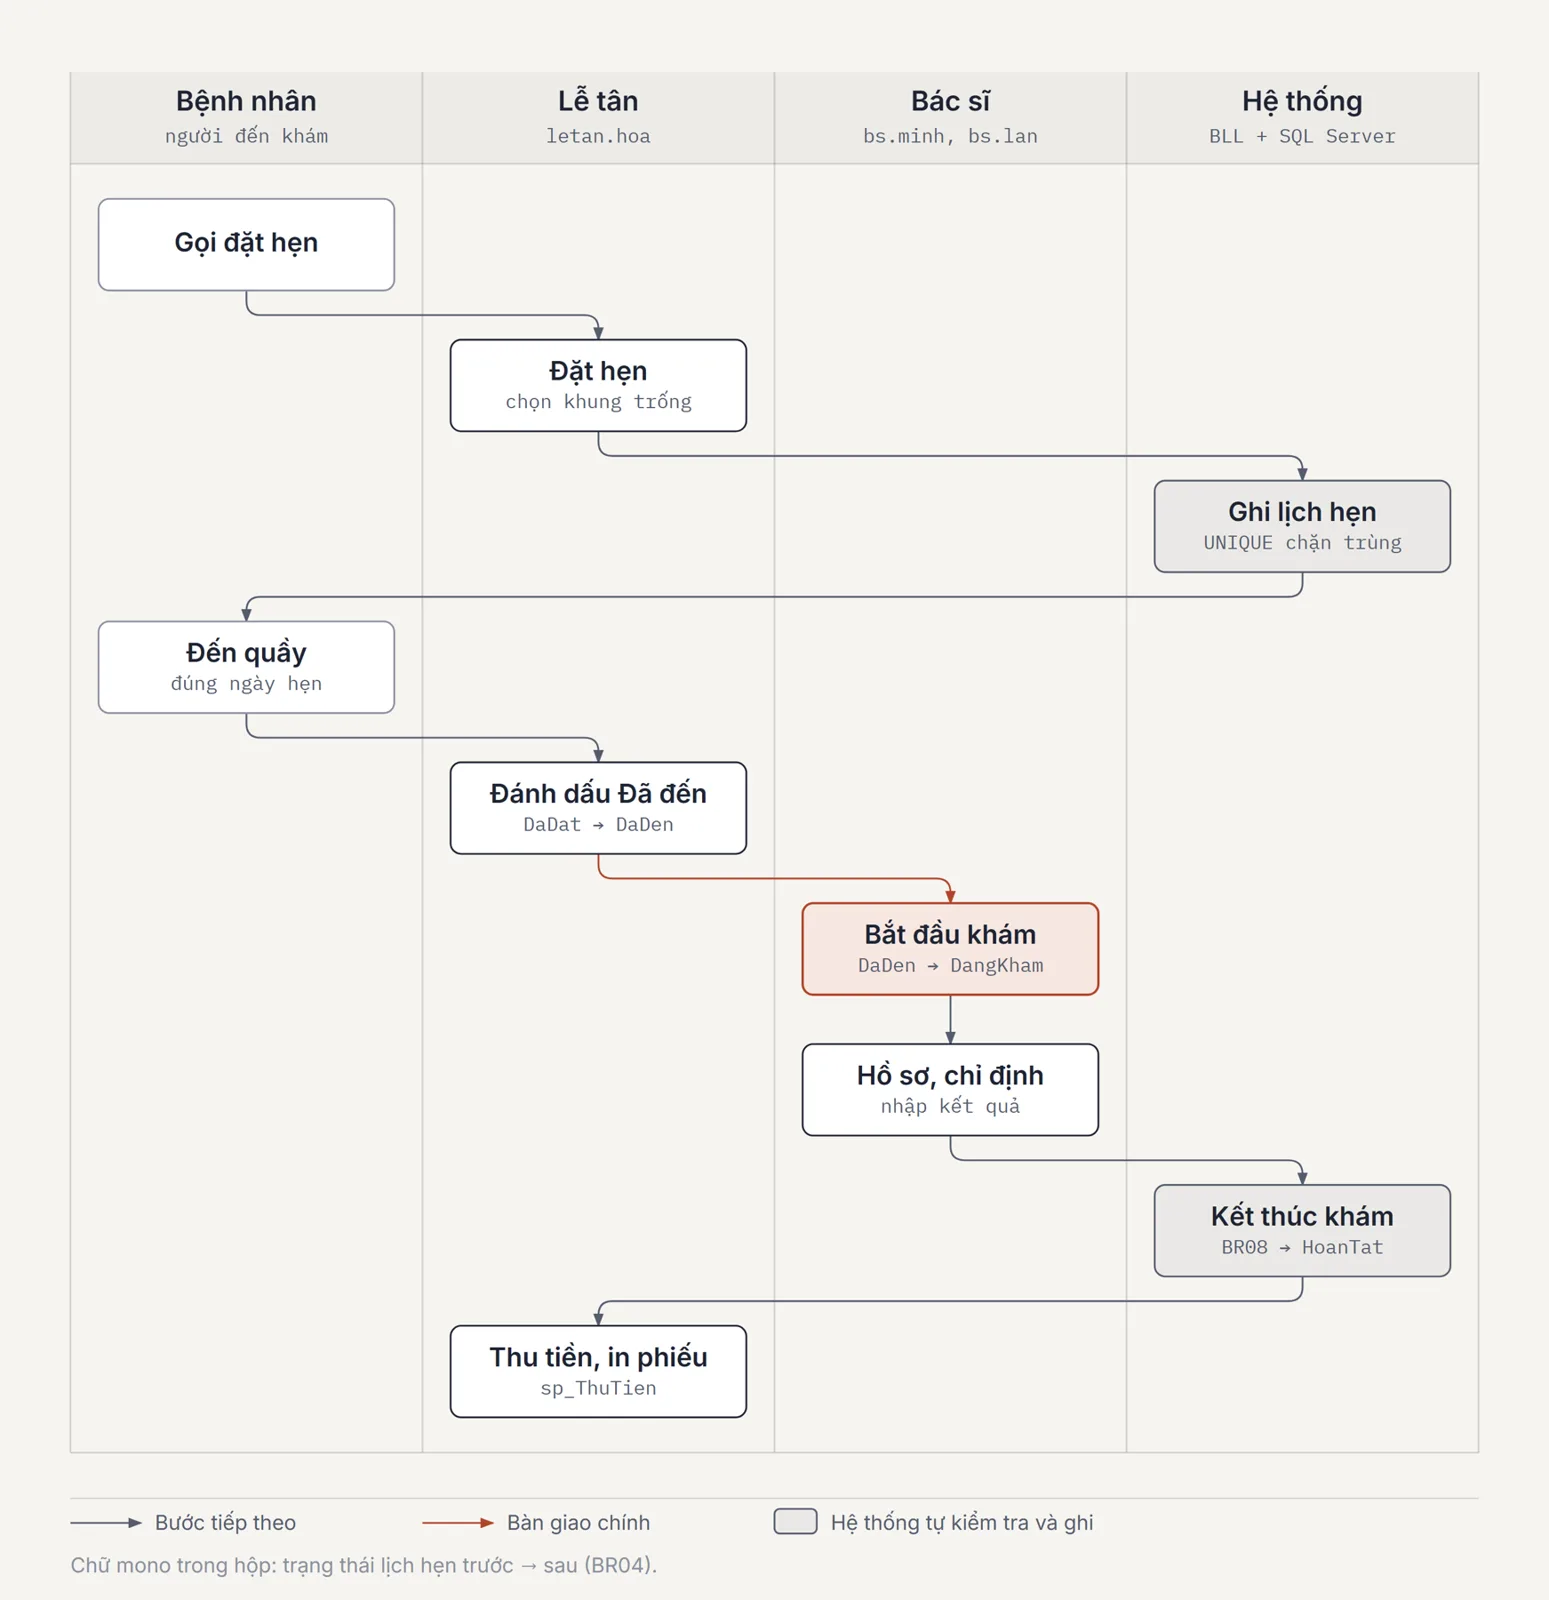 Bệnh nhân
người đến khám
Lễ tân
letan.hoa
Bác sĩ
bs.minh, bs.lan
Hệ thống
BLL + SQL Server
Gọi đặt hẹn
Đặt hẹn
chọn khung trống
Ghi lịch hẹn
UNIQUE chặn trùng
Đến quầy
đúng ngày hẹn
Đánh dấu Đã đến
DaDat → DaDen
Bắt đầu khám
DaDen → DangKham
Hồ sơ, chỉ định
nhập kết quả
Kết thúc khám
BR08 → HoanTat
Thu tiền, in phiếu
sp_ThuTien
Bước tiếp theo
Bàn giao chính
Hệ thống tự kiểm tra và ghi
Chữ mono trong hộp: trạng thái lịch hẹn trước → sau (BR04).